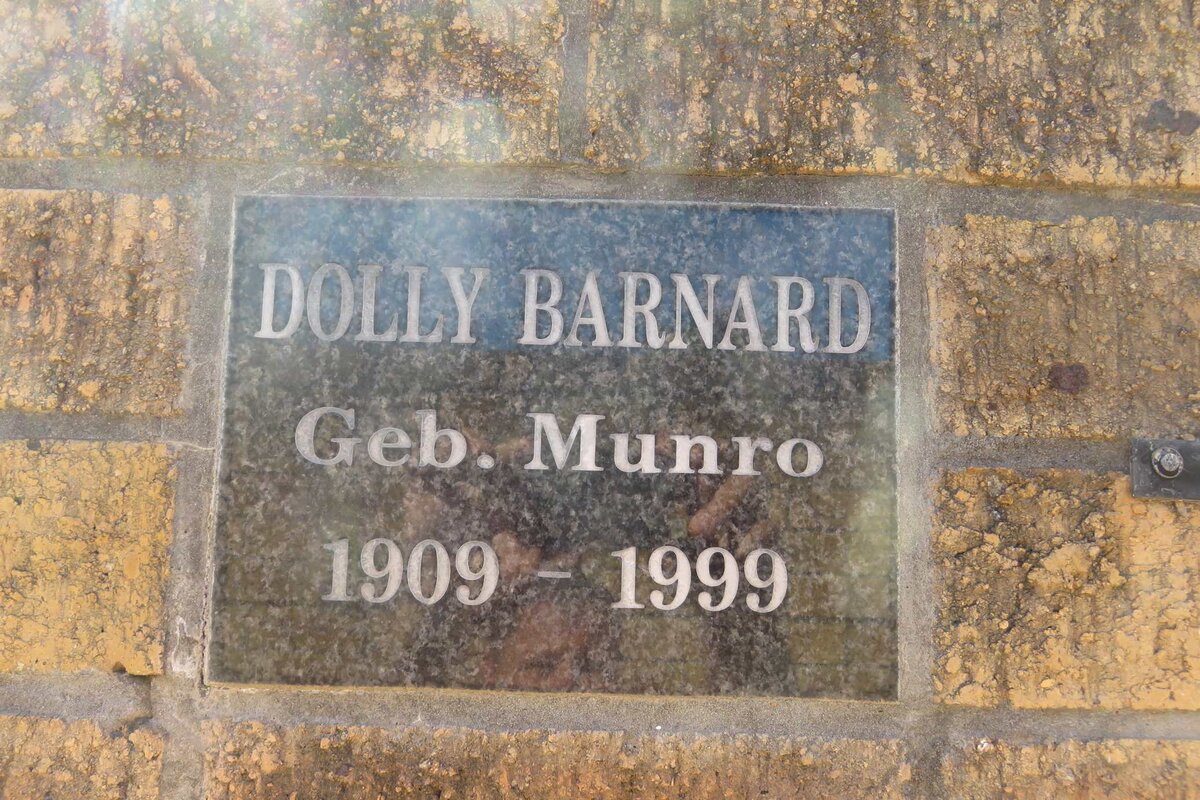 DOLLY BARNARD
Geb. Munro
1909 - 1999